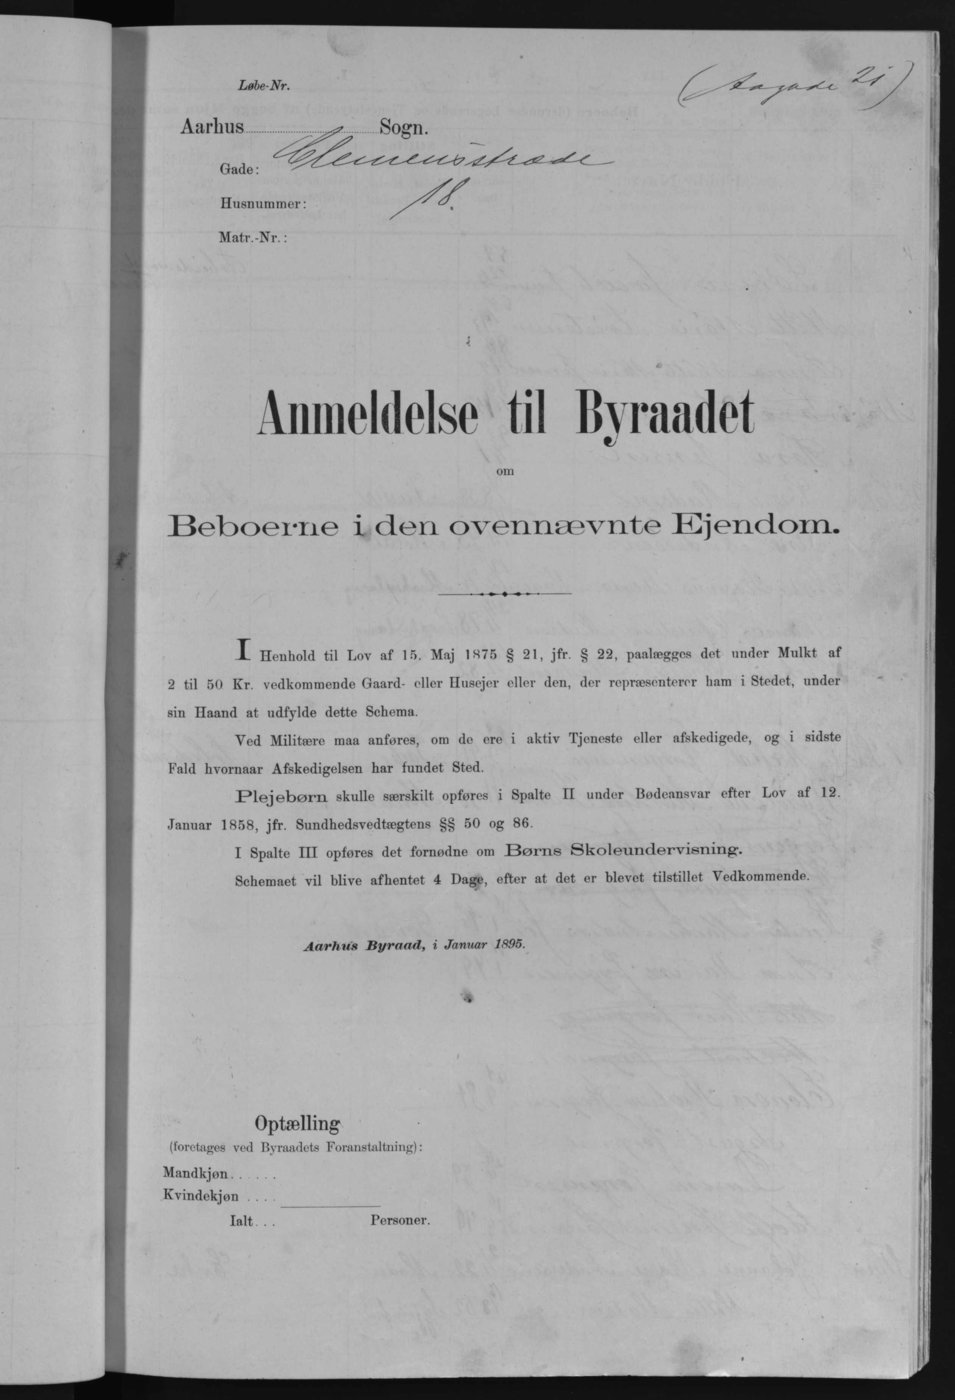 (Aagade 21)
Løbe-Nr.
Aarhus Sogn.
Gade: Clemensstræde
Husnummer: 18.
Matr.-Nr.:
Anmeldelse til Byraadet
om
Beboerne i den ovennævnte Ejendom.
I Henhold til Lov af 15. Maj 1875 § 21, jfr. § 22, paalægges det under Mulkt af
2 til 50 Kr. vedkommende Gaard- eller Husejer eller den, der repræsenterer ham i Stedet, under
sin Haand at udfylde dette Schema.
Ved Militære maa anføres, om de ere i aktiv Tjeneste eller afskedigede, og i sidste
Fald hvornaar Afskedigelsen har fundet Sted.
Plejebørn skulle særskilt opføres i Spalte II under Bødeansvar efter Lov af 12.
Januar 1858, jfr. Sundhedsvedtægtens §§ 50 og 86.
I Spalte III opføres det fornødne om Børns Skoleundervisning.
Schemaet vil blive afhentet 4 Dage, efter at det er blevet tilstillet Vedkommende.
Aarhus Byraad, i Januar 1895.
Optælling
(foretages ved Byraadets Foranstaltning):
Mandkjøn......
Kvindekjøn ....
Ialt... Personer.